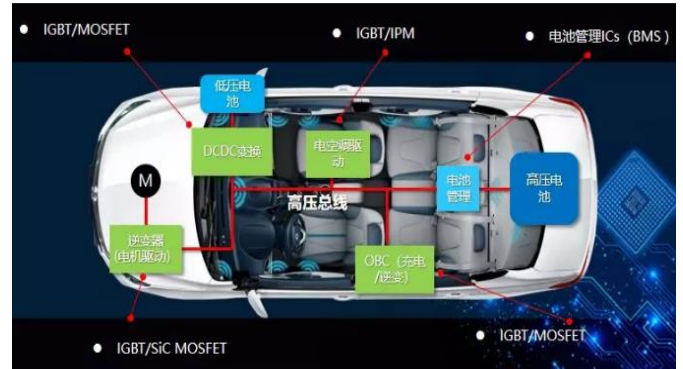 IGBT/MOSFET
IGBT/IPM
电池管理ICs（BMS ）
低压电
池
DCDC变换
电空调驱
动
M
高压总线
电池
管理
高压电
池
逆变器
(电机驱动)
OBC（充电
/逆变）
IGBT/SiC MOSFET
IGBT/MOSFET